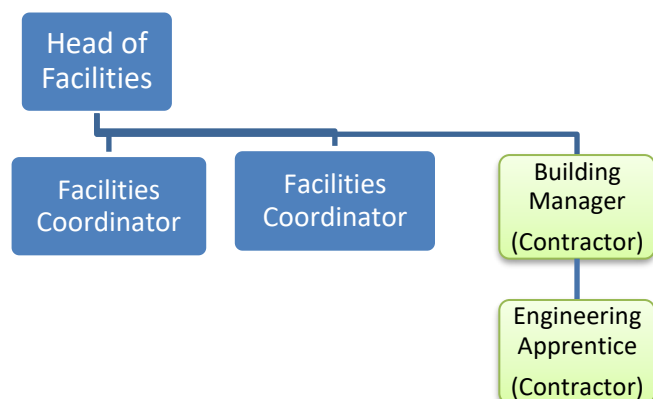 Head of
Facilities
Facilities
Coordinator
Facilities
Coordinator
Building
Manager
(Contractor)
Engineering
Apprentice
(Contractor)